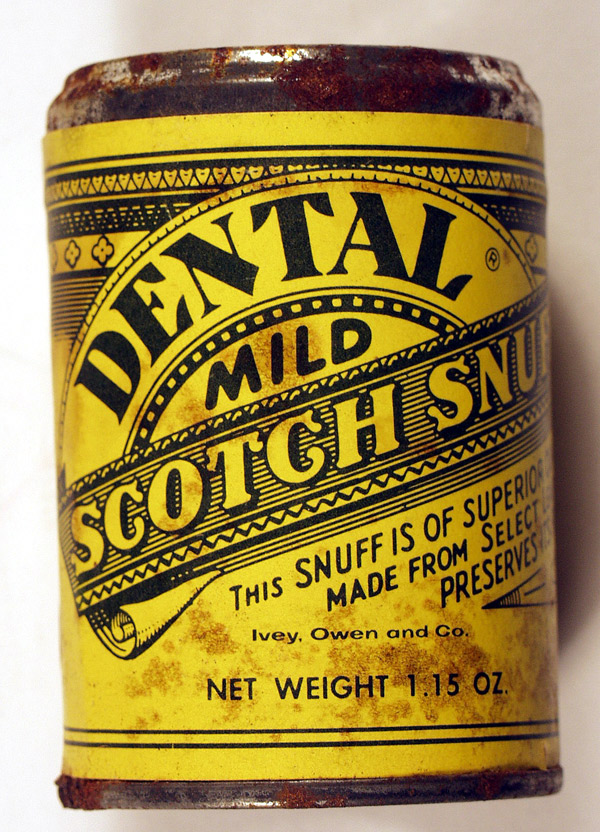 DENTAL ®
MILD
SCOTCH SNUF
THIS SNUFF IS OF SUPERIOR
MADE FROM SELECT
PRESERVES
Ivey, Owen and Co.
NET WEIGHT 1.15 OZ.